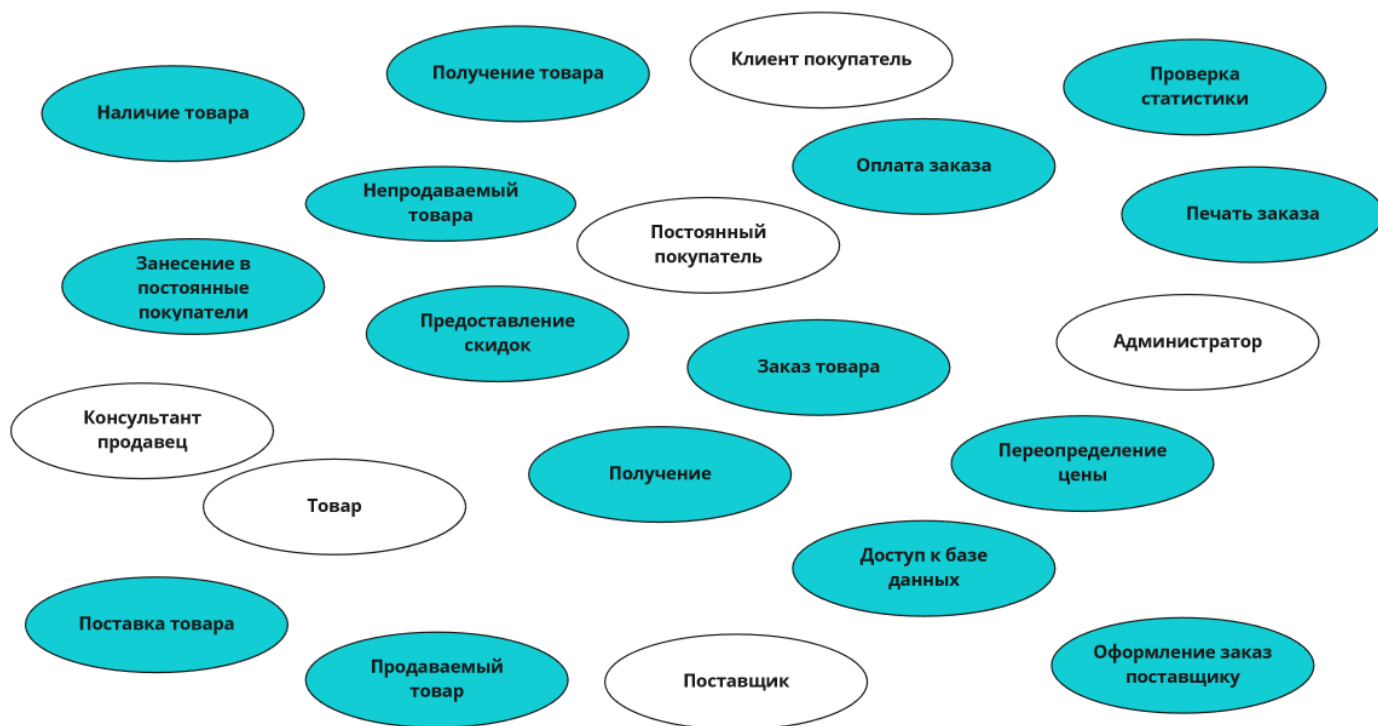 Клиент покупатель
Получение товара
Проверка
статистики
Наличие товара
Оплата заказа
Непродаваемый
товара
Печать заказа
Постоянный
покупатель
Занесение в
постоянные
покупатели
Предоставление
скидок
Администратор
Заказ товара
Консультант
продавец
Переопределение
цены
Получение
Товар
Доступ к базе
данных
Поставка товара
Оформление заказ
поставщику
Продаваемый
товар
Поставщик